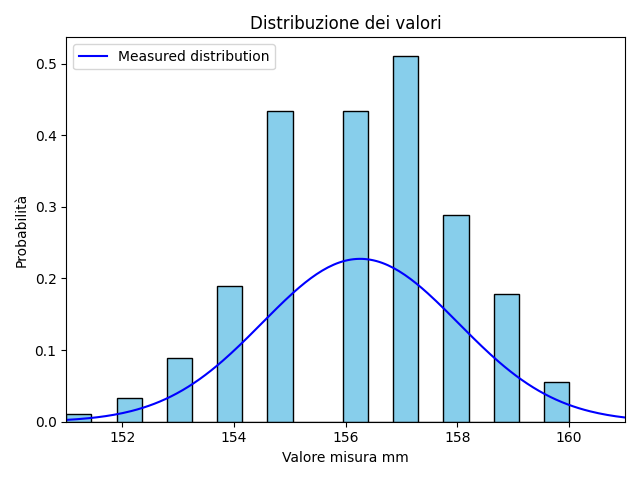 Distribuzione dei valori
Measured distribution
Probabilità
0.5
0.4
0.3
0.2
0.1
0.0
152 154 156 158 160
Valore misura mm